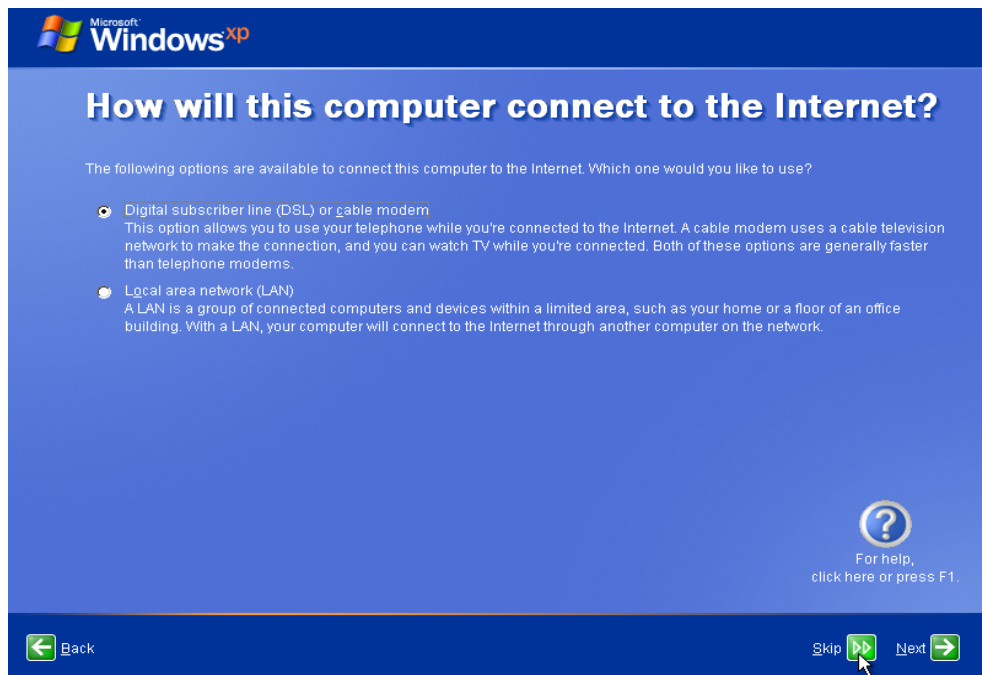 Microsoft
Windows xp
How will this computer connect to the Internet?
The following options are available to connect this computer to the Internet. Which one would you like to use?
Digital subscriber line (DSL) or cable modem
This option allows you to use your telephone while you're connected to the Internet. A cable modem uses a cable television
network to make the connection, and you can watch TV while you're connected. Both of these options are generally faster
than telephone modems.
Local area network (LAN)
A LAN is a group of connected computers and devices within a limited area, such as your home or a floor of an office
building. With a LAN, your computer will connect to the Internet through another computer on the network.
For help,
click here or press F1.
Back
Skip
Next